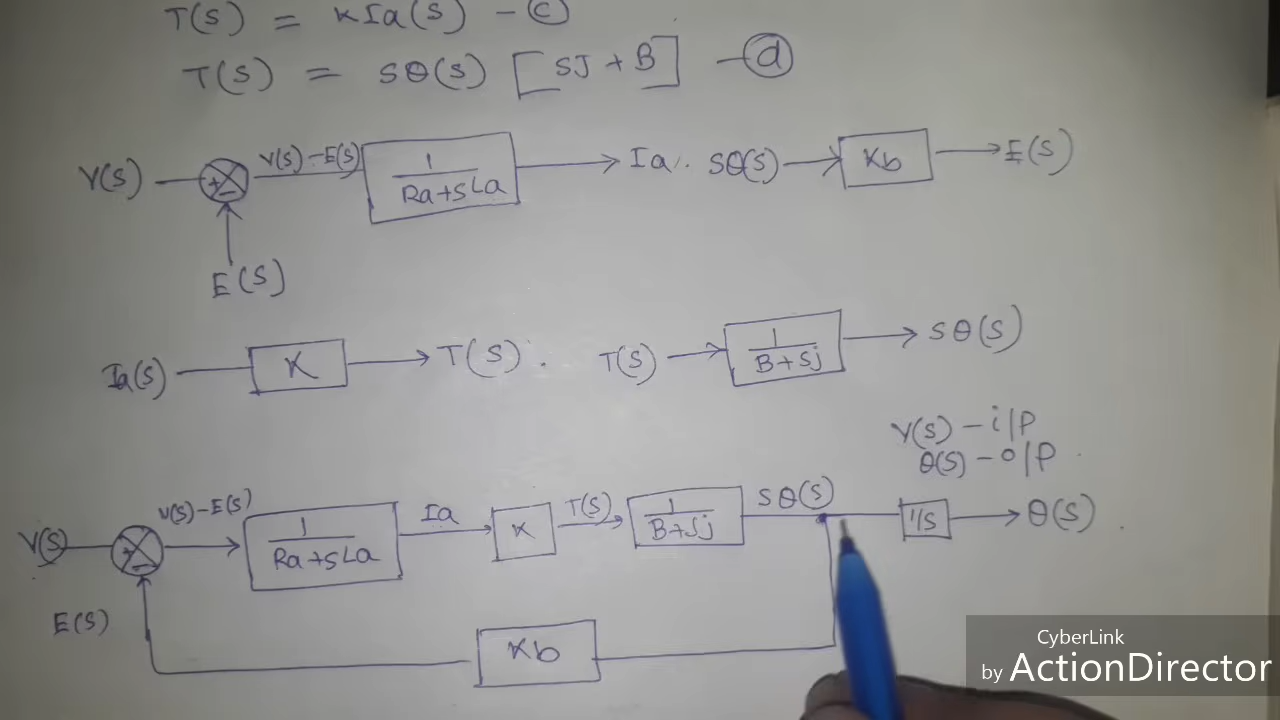 T(S) = KIa(S) - ⓒ
T(S) = Sθ(S) [SJ + B] - ⓓ
V(S) + - V(S)-E(S) 1/(Ra+SLa) Ia. Sθ(S) Kb E(S)
E(S)
Ia(S) K T(S). T(S) 1/(B+Sj) Sθ(S)
V(S) - i/P
θ(S) - o/P.
V(S) + - V(S)-E(S) 1/(Ra+SLa) Ia K T(S) 1/(B+Sj) Sθ(S) 1/S θ(S).
E(S)
Kb
CyberLink
by ActionDirector